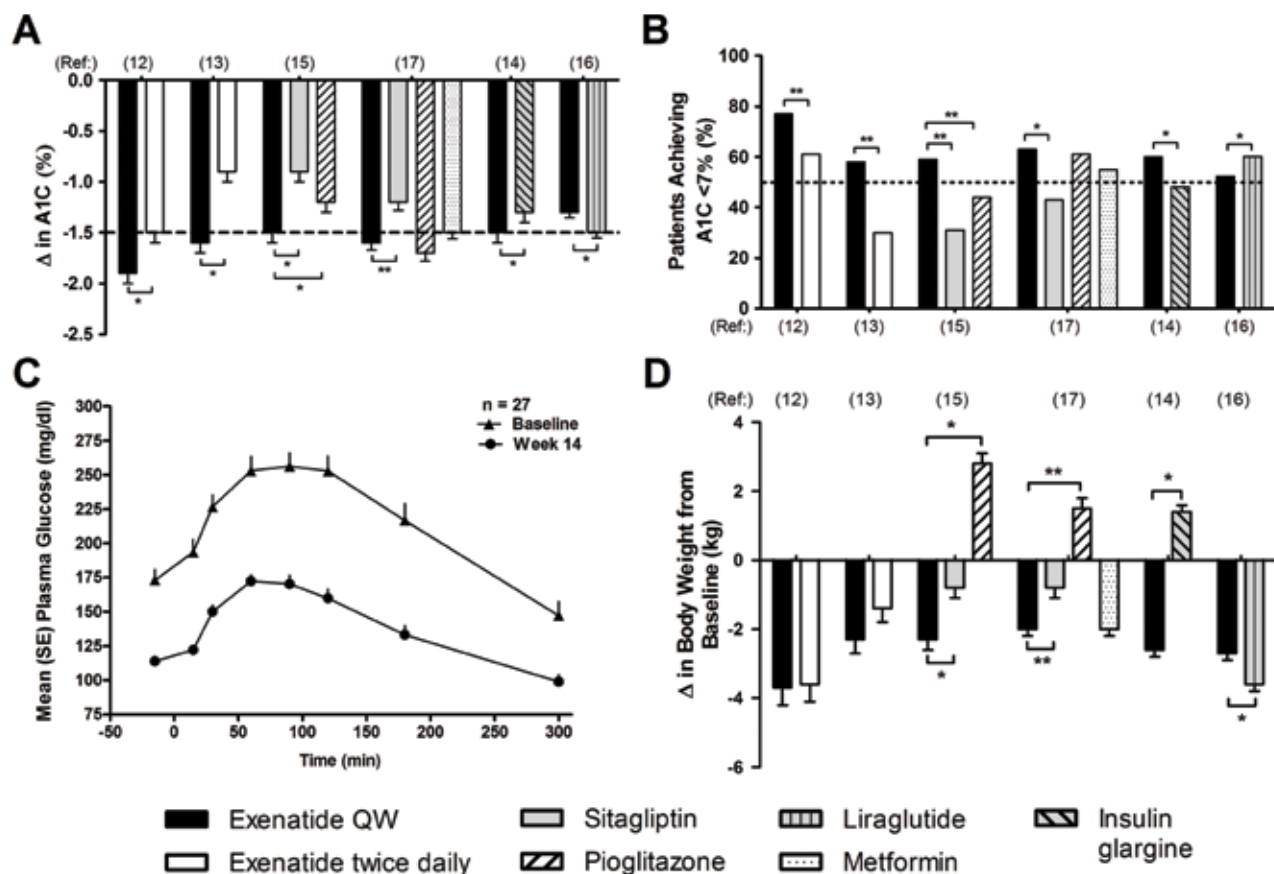 A
(Ref:) (12) (13) (15) (17) (14) (16)
0.0
-0.5
-1.0
-1.5
-2.0
-2.5
Δ in A1C (%)
* * * * ** * *
B
100
80
60
40
20
0
Patients Achieving
A1C <7% (%)
** ** ** ** * * *
(Ref:) (12) (13) (15) (17) (14) (16)
C
300
275
250
225
200
175
150
125
100
75
Mean (SE) Plasma Glucose (mg/dl)
n = 27
Baseline
Week 14
-50 0 50 100 150 200 250 300
Time (min)
D
(Ref:) (12) (13) (15) (17) (14) (16)
4
2
0
-2
-4
-6
Δ in Body Weight from
Baseline (kg)
* ** *
* ** *
Exenatide QW
Sitagliptin
Liraglutide
Insulin
glargine
Exenatide twice daily
Pioglitazone
Metformin